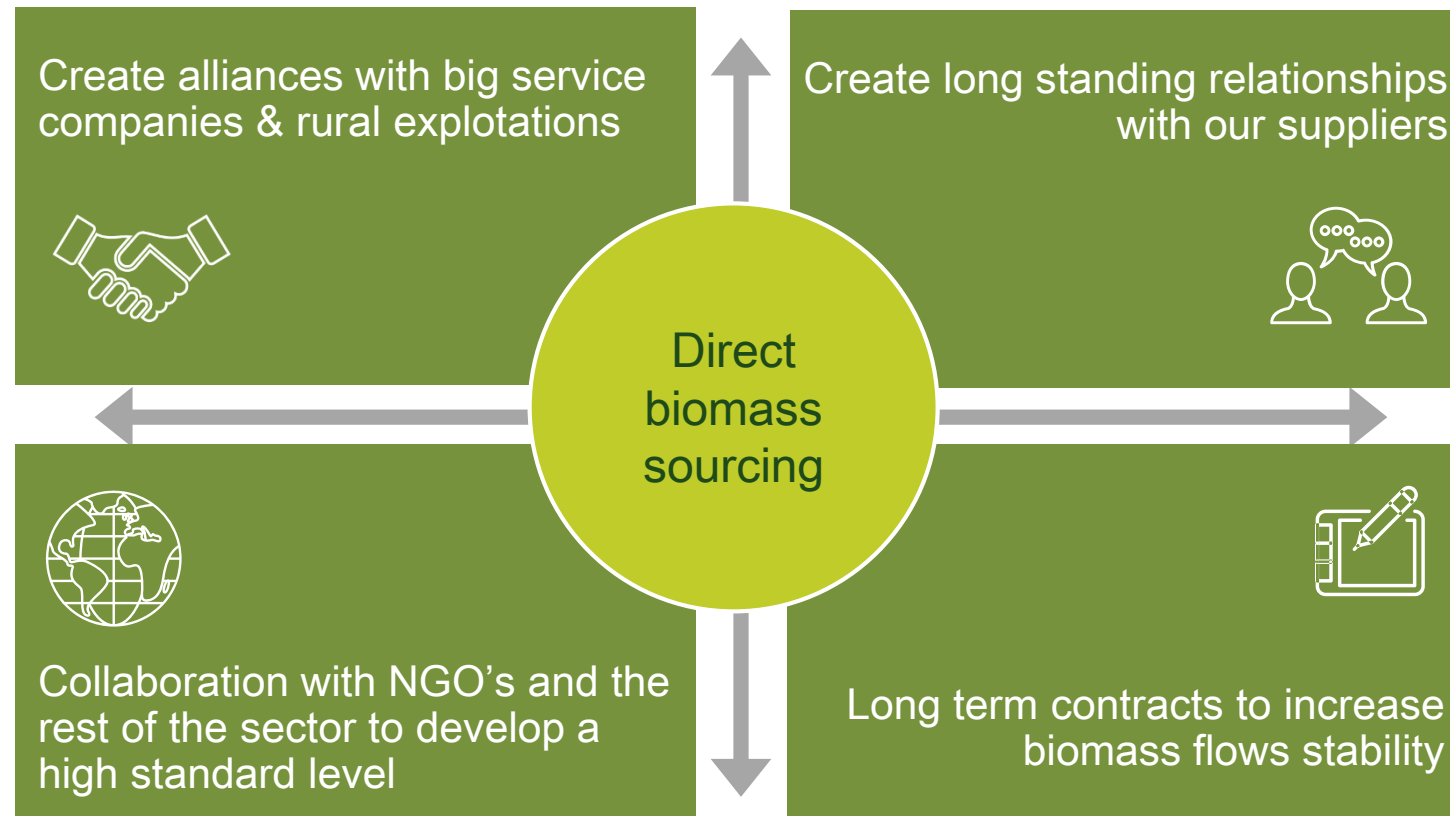 Create alliances with big service
companies & rural explotations
Create long standing relationships
with our suppliers
Direct
biomass
sourcing
Collaboration with NGO’s and the
rest of the sector to develop a
high standard level
Long term contracts to increase
biomass flows stability